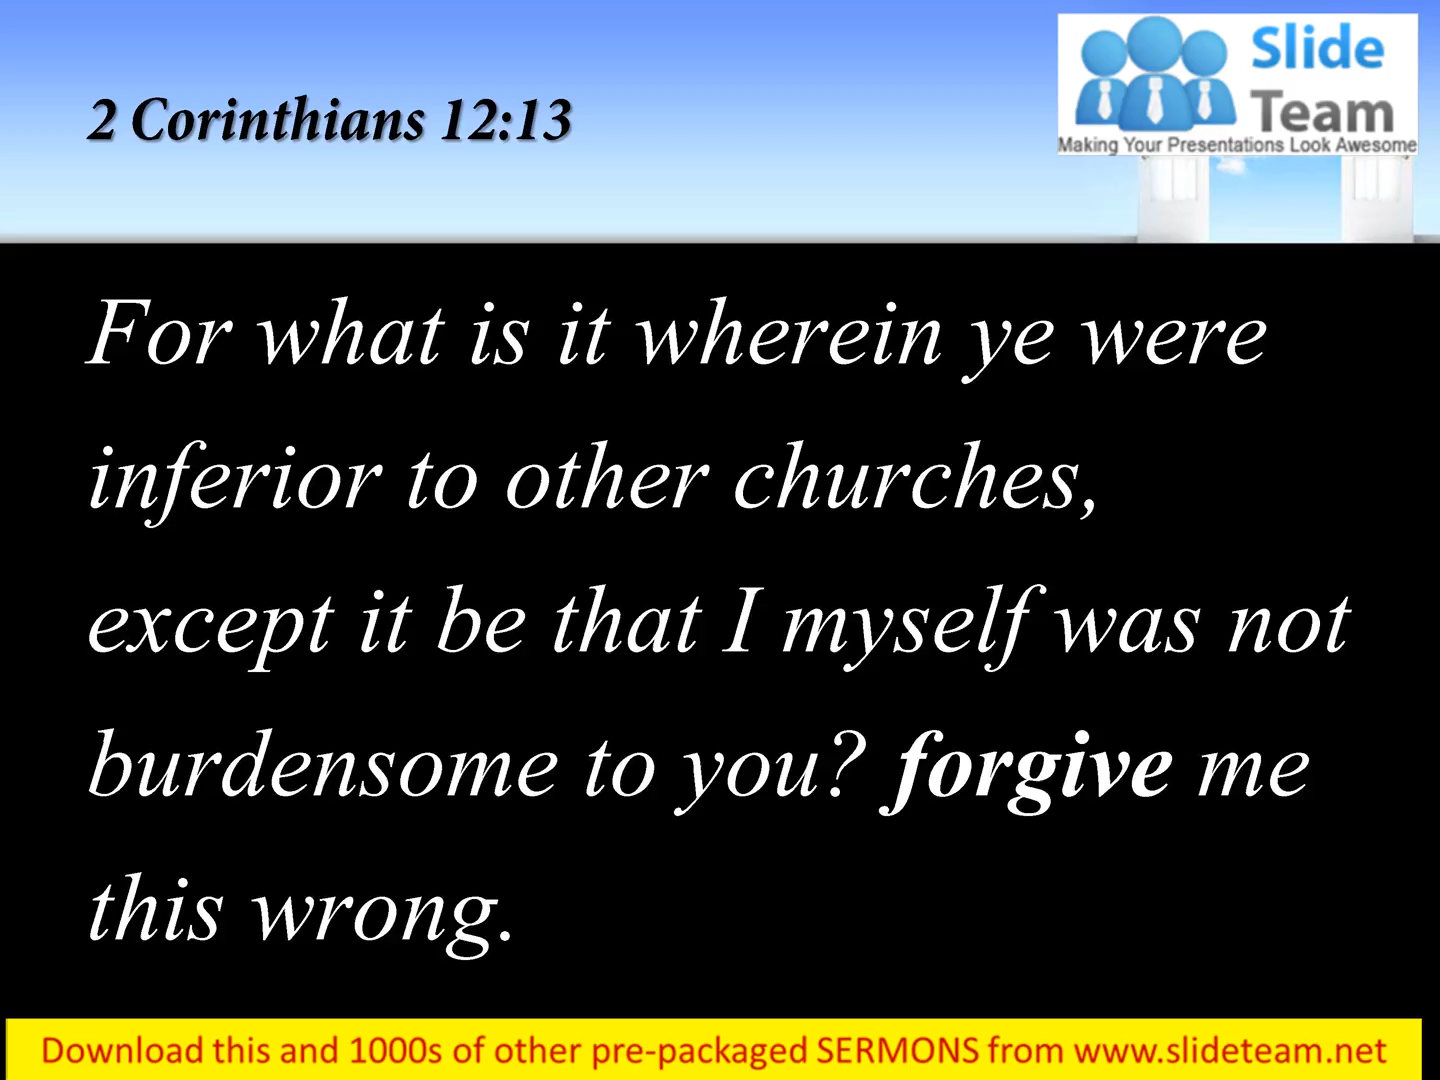 2 Corinthians 12:13
Slide
Team
Making Your Presentations Look Awesome
For what is it wherein ye were
inferior to other churches,
except it be that I myself was not
burdensome to you? forgive me
this wrong.
Download this and 1000s of other pre-packaged SERMONS from www.slideteam.net